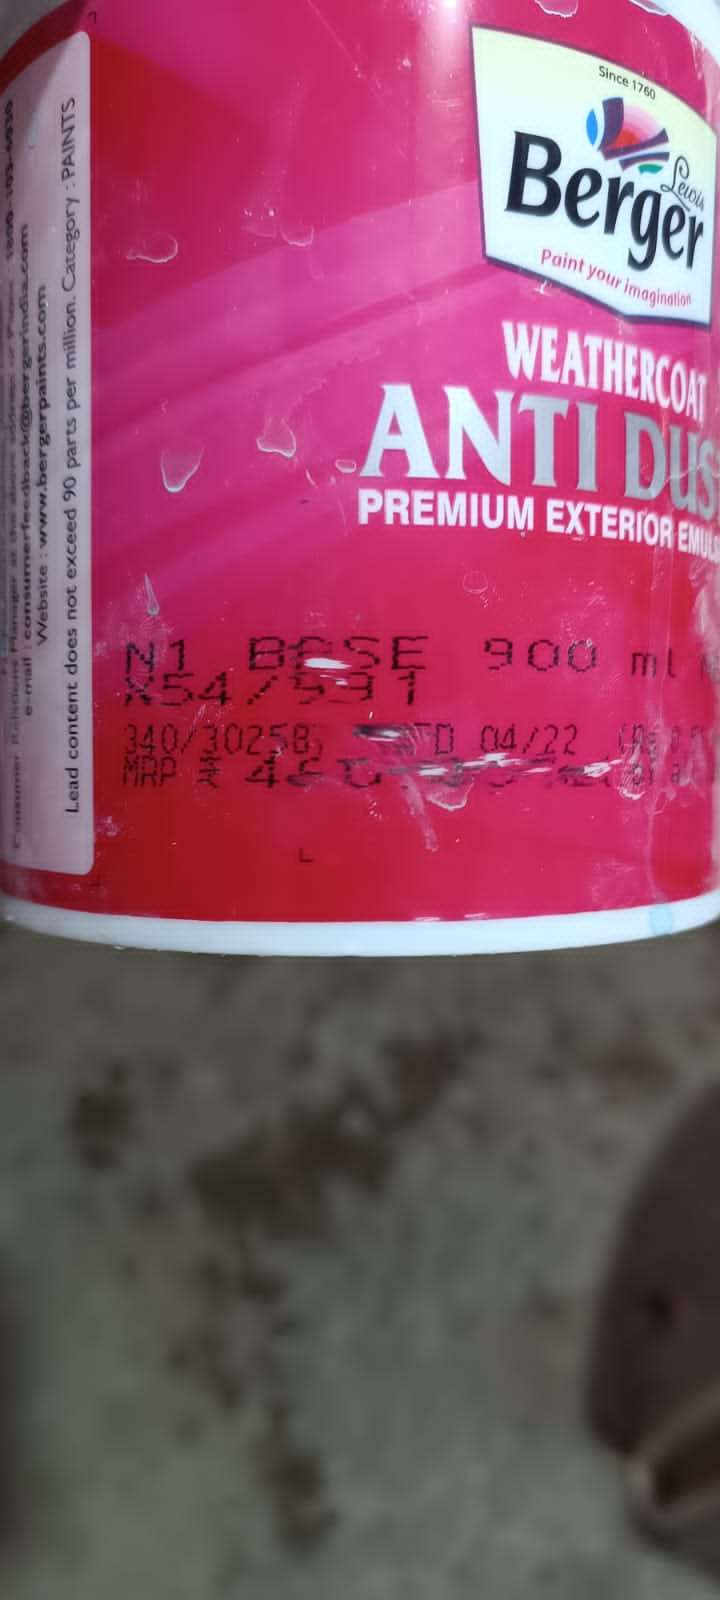 Since 1760
Lewis
Berger
Paint your imagination
WEATHERCOAT
ANTI DUS
PREMIUM EXTERIOR EMUL
N1 BASE 900 ml
340/30258 04/22
MRP
e-mail : consumerfeedback@bergerindia.com
Website : www.bergerpaints.com
Lead content does not exceed 90 parts per million. Category : PAINTS